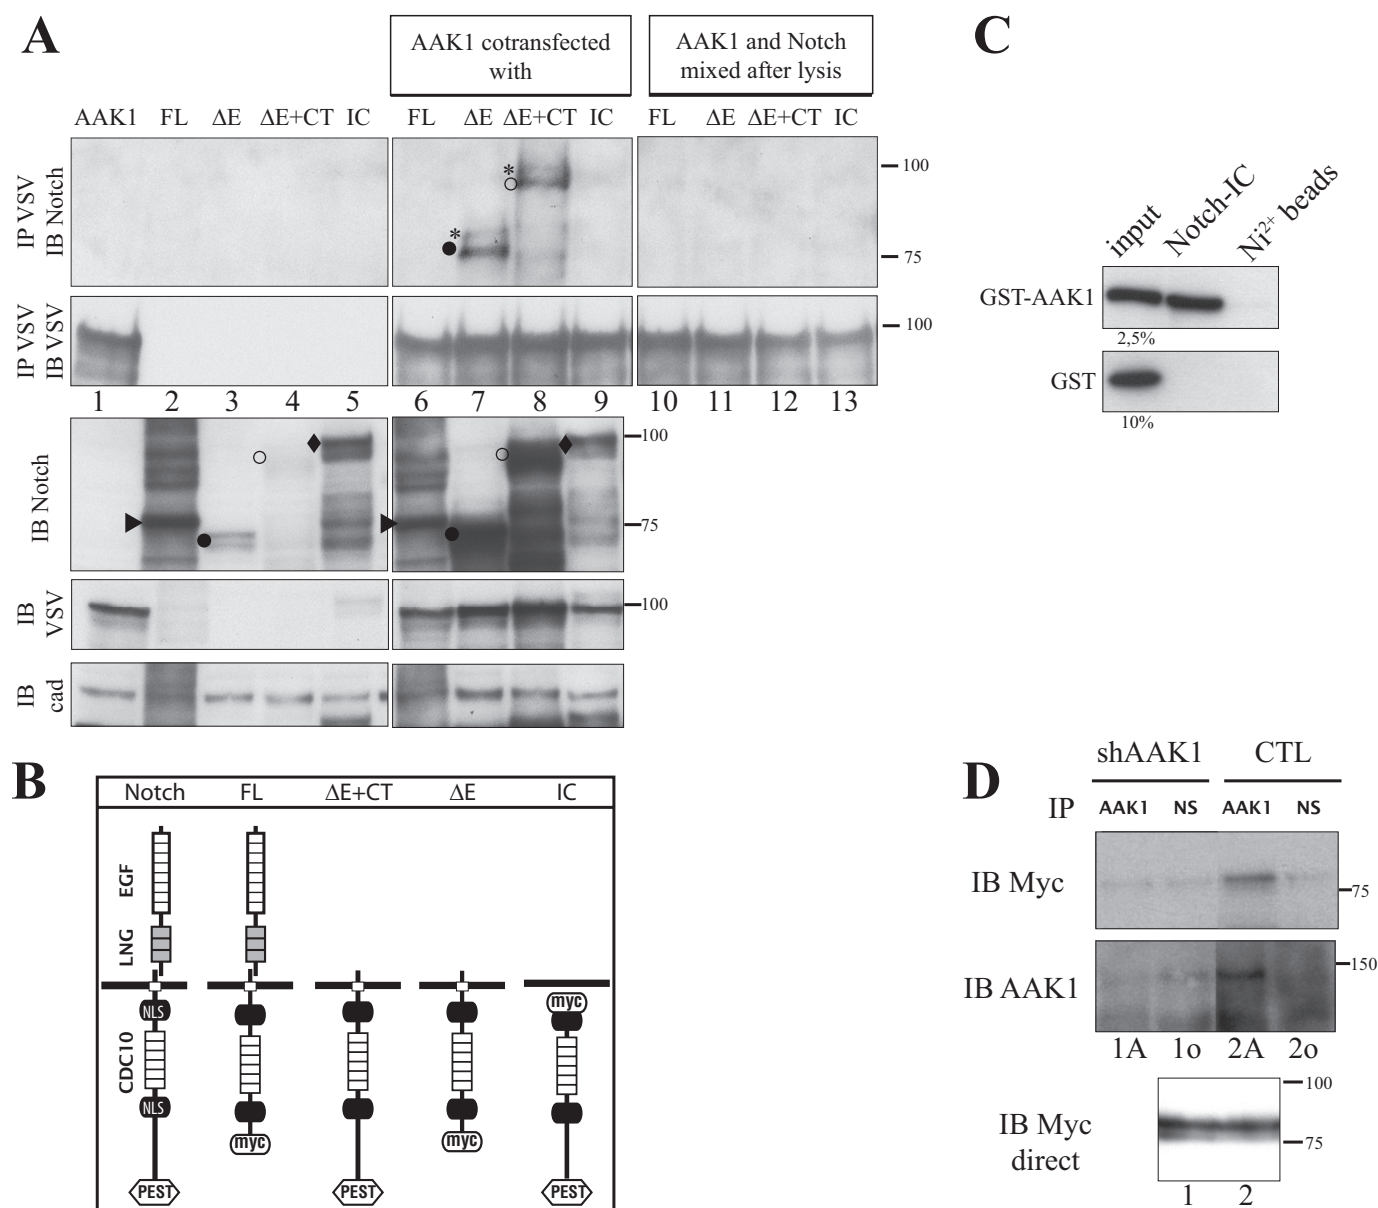 A
AAK1 cotransfected
with
AAK1 and Notch
mixed after lysis
AAK1 FL ΔE ΔE+CT IC FL ΔE ΔE+CT IC FL ΔE ΔE+CT IC
IP VSV
IB Notch
*
*
100
75
IP VSV
IB VSV
100
1 2 3 4 5 6 7 8 9 10 11 12 13
IB Notch
100
75
IB
VSV
100
IB
cad
B
Notch FL ΔE+CT ΔE IC
EGF
LNG
CDC10
NLS
NLS
PEST
myc
PEST
myc
myc
PEST
C
input Notch-IC Ni2+ beads
GST-AAK1
2,5%
GST
10%
D
shAAK1 CTL
IP AAK1 NS AAK1 NS
IB Myc
75
IB AAK1
150
1A 1o 2A 2o
IB Myc
direct
100
75
1 2